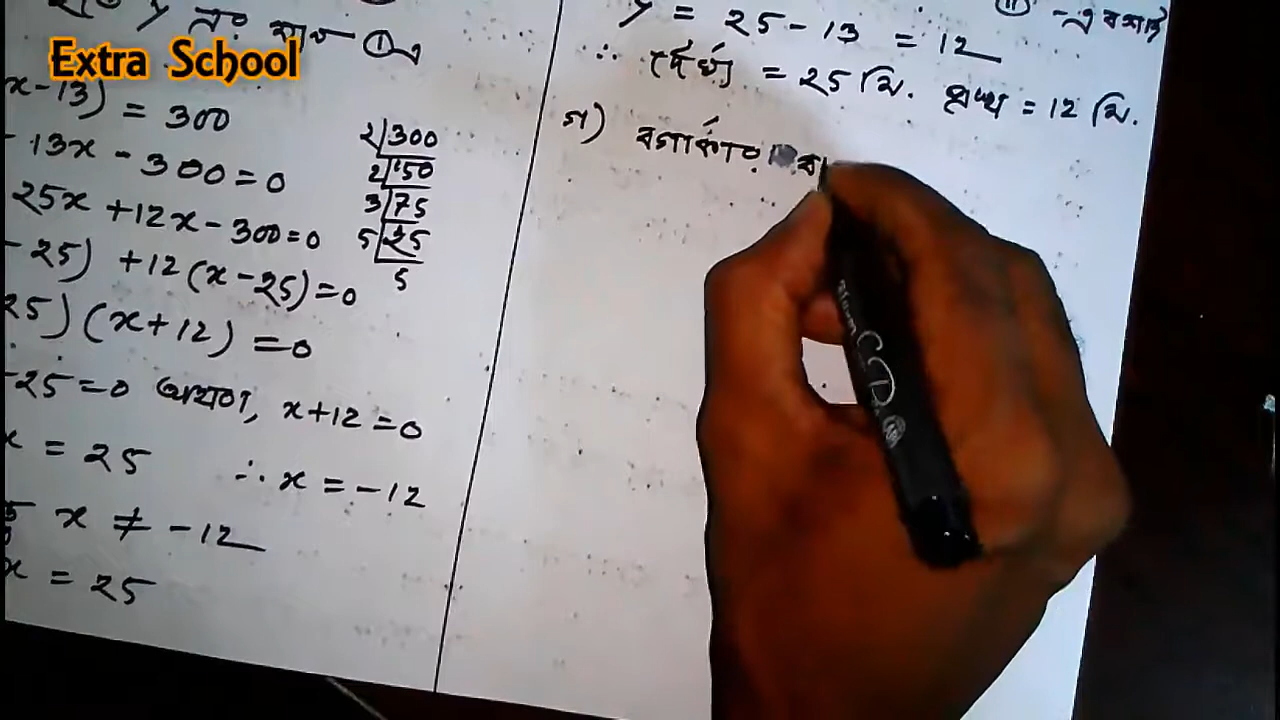 Extra School
y এর মান ①এ
x-13) = 300
- 13x - 300 = 0
25x + 12x - 300 = 0
- 25) + 12(x - 25) = 0
25) (x + 12) = 0
-25 = 0 অথবা, x + 12 = 0
x = 25 ∴ x = -12
x ≠ -12
x = 25
2|300
2|150
3|75
5|25
5
y = 25 - 13 = 12
∴ দৈর্ঘ্য = 25 মি. প্রস্থ = 12 মি.
গ) বর্গাকার বা